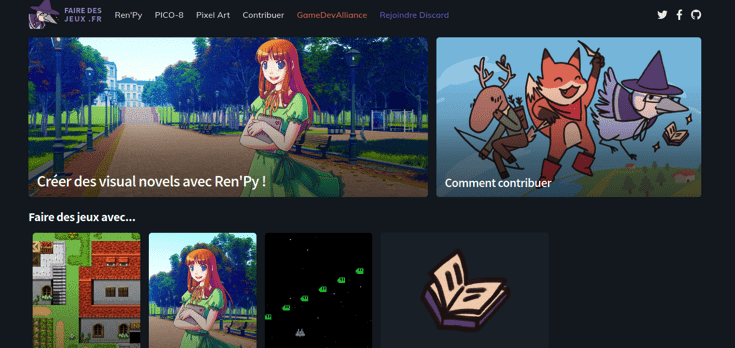 FAIRE DES
JEUX .FR
Ren'Py PICO-8 Pixel Art Contribuer GameDevAlliance Rejoindre Discord
Créer des visual novels avec Ren'Py !
Comment contribuer
Faire des jeux avec...